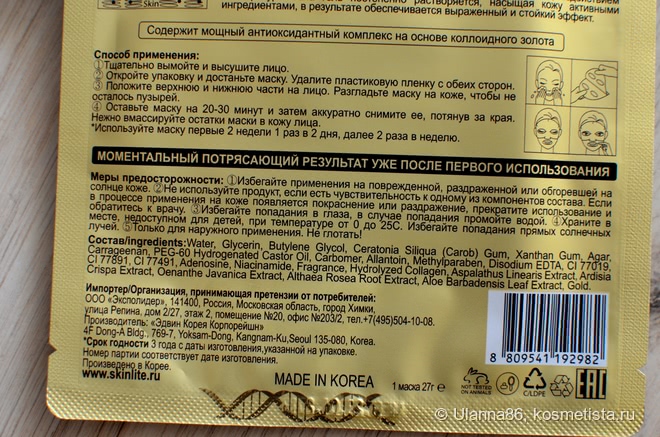 постепенно растворяется, насыщая кожу активными
ингредиентами, в результате обеспечивается выраженный и стойкий эффект.
Skin
Содержит мощный антиоксидантный комплекс на основе коллоидного золота
Способ применения:
①Тщательно вымойте и высушите лицо.
② Откройте упаковку и достаньте маску. Удалите пластиковую пленку с обеих сторон.
③ Положите верхнюю и нижнюю части на лицо. Разгладьте маску на коже, чтобы не
осталось пузырей.
④ Оставьте маску на 20-30 минут и затем аккуратно снимите ее, потянув за края.
Нежно вмассируйте остатки маски в кожу лица.
*Используйте маску первые 2 недели 1 раз в 2 дня, далее 2 раза в неделю.
МОМЕНТАЛЬНЫЙ ПОТРЯСАЮЩИЙ РЕЗУЛЬТАТ УЖЕ ПОСЛЕ ПЕРВОГО ИСПОЛЬЗОВАНИЯ
Меры предосторожности: ①Избегайте применения на поврежденной, раздраженной или обгоревшей на
солнце коже. ②Не используйте продукт, если есть чувствительность к одному из компонентов состава. Если
в процессе применения на коже появляется покраснение или раздражение, прекратите использование и
обратитесь к врачу. ③Избегайте попадания в глаза, в случае попадания промойте водой. ④Храните в
месте, недоступном для детей, при температуре от 0 до 25С. Избегайте попадания прямых солнечных
лучей. ⑤Только для наружного применения. Не глотать!
Состав/ingredients:Water, Glycerin, Butylene Glycol, Ceratonia Siliqua (Carob) Gum, Xanthan Gum, Agar,
Carrageenan, PEG-60 Hydrogenated Castor Oil, Carbomer, Allantoin, Methylparaben, Disodium EDTA, CI 77019,
CI 77891, CI 77491, Adenosine, Niacinamide, Fragrance, Hydrolyzed Collagen, Aspalathus Linearis Extract, Ardisia
Crispa Extract, Oenanthe Javanica Extract, Althaea Rosea Root Extract, Aloe Barbadensis Leaf Extract, Gold.
Импортер/Организация, принимающая претензии от потребителей:
ООО «Эксполидер», 141400, Россия, Московская область, город Химки,
улица Репина, дом 2/27, этаж 2, помещение №20, офис №203/2, тел.+7(495)504-10-08.
Производитель: «Эдвин Корея Корпорейшн»
4F Dong-A Bldg., 769-7, Yoksam-Dong, Kangnam-Ku,Seoul 135-080, Korea.
*Срок годности 3 года с даты изготовления,указанной на упаковке.
Номер партии соответствует дате изготовления.
Произведено в Корее.
www.skinlite.ru
MADE IN KOREA
1 маска 27г e
NOT TESTED
ON ANIMALS
C/LDPE
EAC
8 809541 192982
© Ulanna86, kosmetista.ru